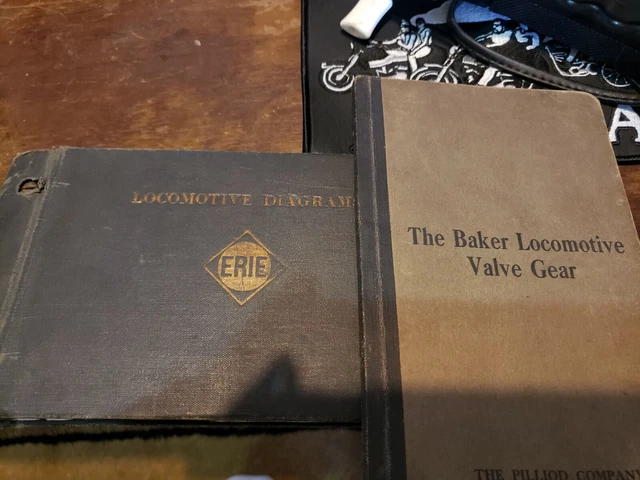 LOCOMOTIVE DIAGRAM
ERIE
The Baker Locomotive
Valve Gear
THE PILLIOD COMPANY
A